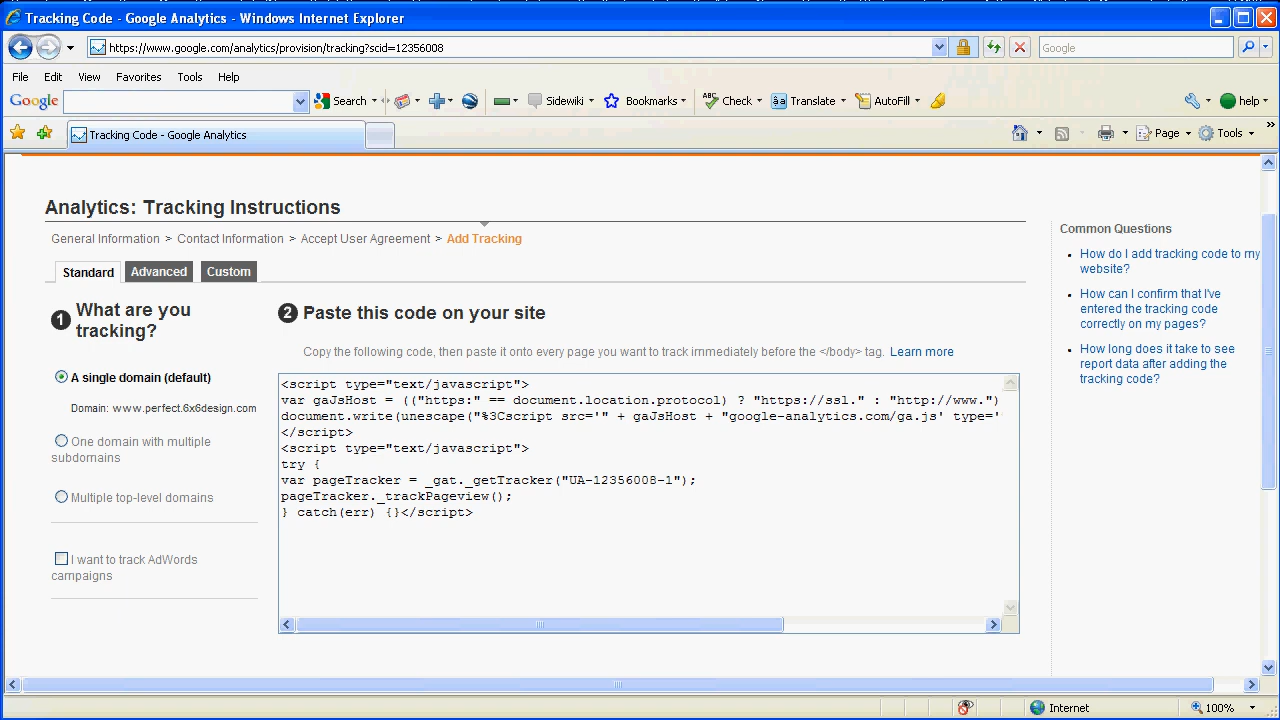 Tracking Code - Google Analytics - Windows Internet Explorer
https://www.google.com/analytics/provision/tracking?scid=12356008
Google
File Edit View Favorites Tools Help
Google Search Sidewiki Bookmarks Check Translate AutoFill help
Tracking Code - Google Analytics
Page Tools
Analytics: Tracking Instructions
General Information > Contact Information > Accept User Agreement > Add Tracking
Standard Advanced Custom
1 What are you
tracking?
A single domain (default)
Domain: www.perfect.6x6design.com
One domain with multiple
subdomains
Multiple top-level domains
I want to track AdWords
campaigns
2 Paste this code on your site
Copy the following code, then paste it onto every page you want to track immediately before the </body> tag. Learn more
<script type="text/javascript">
var gaJsHost = (("https:" == document.location.protocol) ? "https://ssl." : "http://www.")
document.write(unescape("%3Cscript src='" + gaJsHost + "google-analytics.com/ga.js' type='
</script>
<script type="text/javascript">
try {
var pageTracker = _gat._getTracker("UA-12356008-1");
pageTracker._trackPageview();
} catch(err) {}</script>
Common Questions
How do I add tracking code to my
website?
How can I confirm that I've
entered the tracking code
correctly on my pages?
How long does it take to see
report data after adding the
tracking code?
Internet
100%